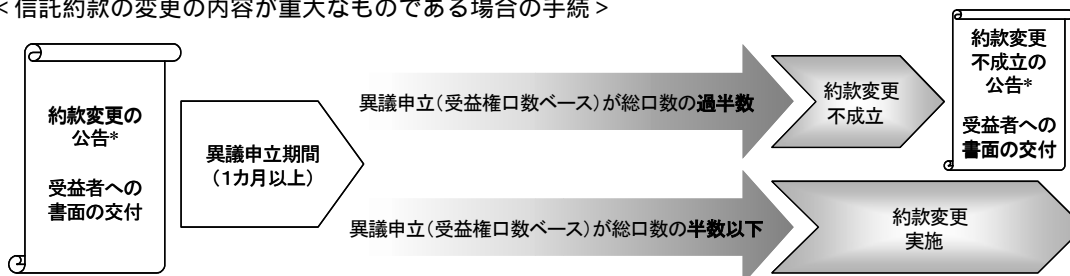 <信託約款の変更の内容が重大なものである場合の手続>
約款変更の
公告*
受益者への
書面の交付
異議申立期間
(1カ月以上)
異議申立(受益権口数ベース)が総口数の過半数
約款変更
不成立
約款変更
不成立の
公告*
受益者への
書面の交付
異議申立(受益権口数ベース)が総口数の半数以下
約款変更
実施